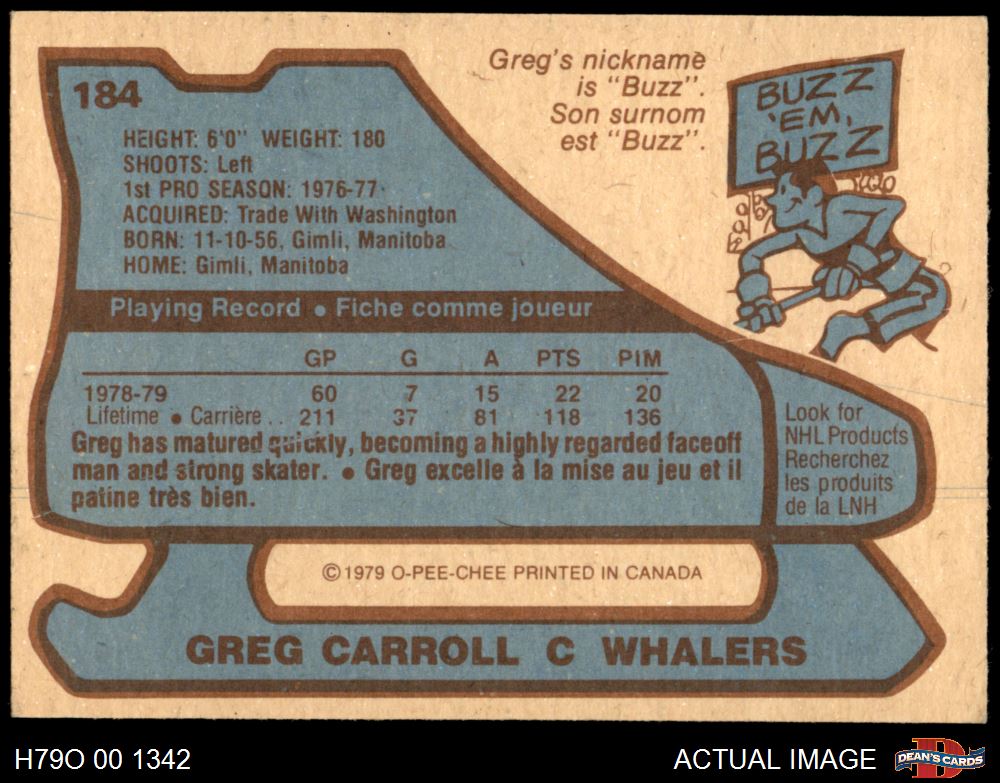 184
HEIGHT: 6'0" WEIGHT: 180
SHOOTS: Left
1st PRO SEASON: 1976-77
ACQUIRED: Trade With Washington
BORN: 11-10-56, Gimli, Manitoba
HOME: Gimli, Manitoba
Greg's nickname
is "Buzz".
Son surnom
est "Buzz".
BUZZ
'EM,
BUZZ
Playing Record • Fiche comme joueur
GP G A PTS PIM
1978-79 60 7 15 22 20
Lifetime • Carrière .. 211 37 81 118 136
Greg has matured quickly, becoming a highly regarded faceoff
man and strong skater. • Greg excelle à la mise au jeu et il
patine très bien.
Look for
NHL Products
Recherchez
les produits
de la LNH
© 1979 O-PEE-CHEE PRINTED IN CANADA
GREG CARROLL C WHALERS
H79O 00 1342
ACTUAL IMAGE
D
DEAN'S CARDS